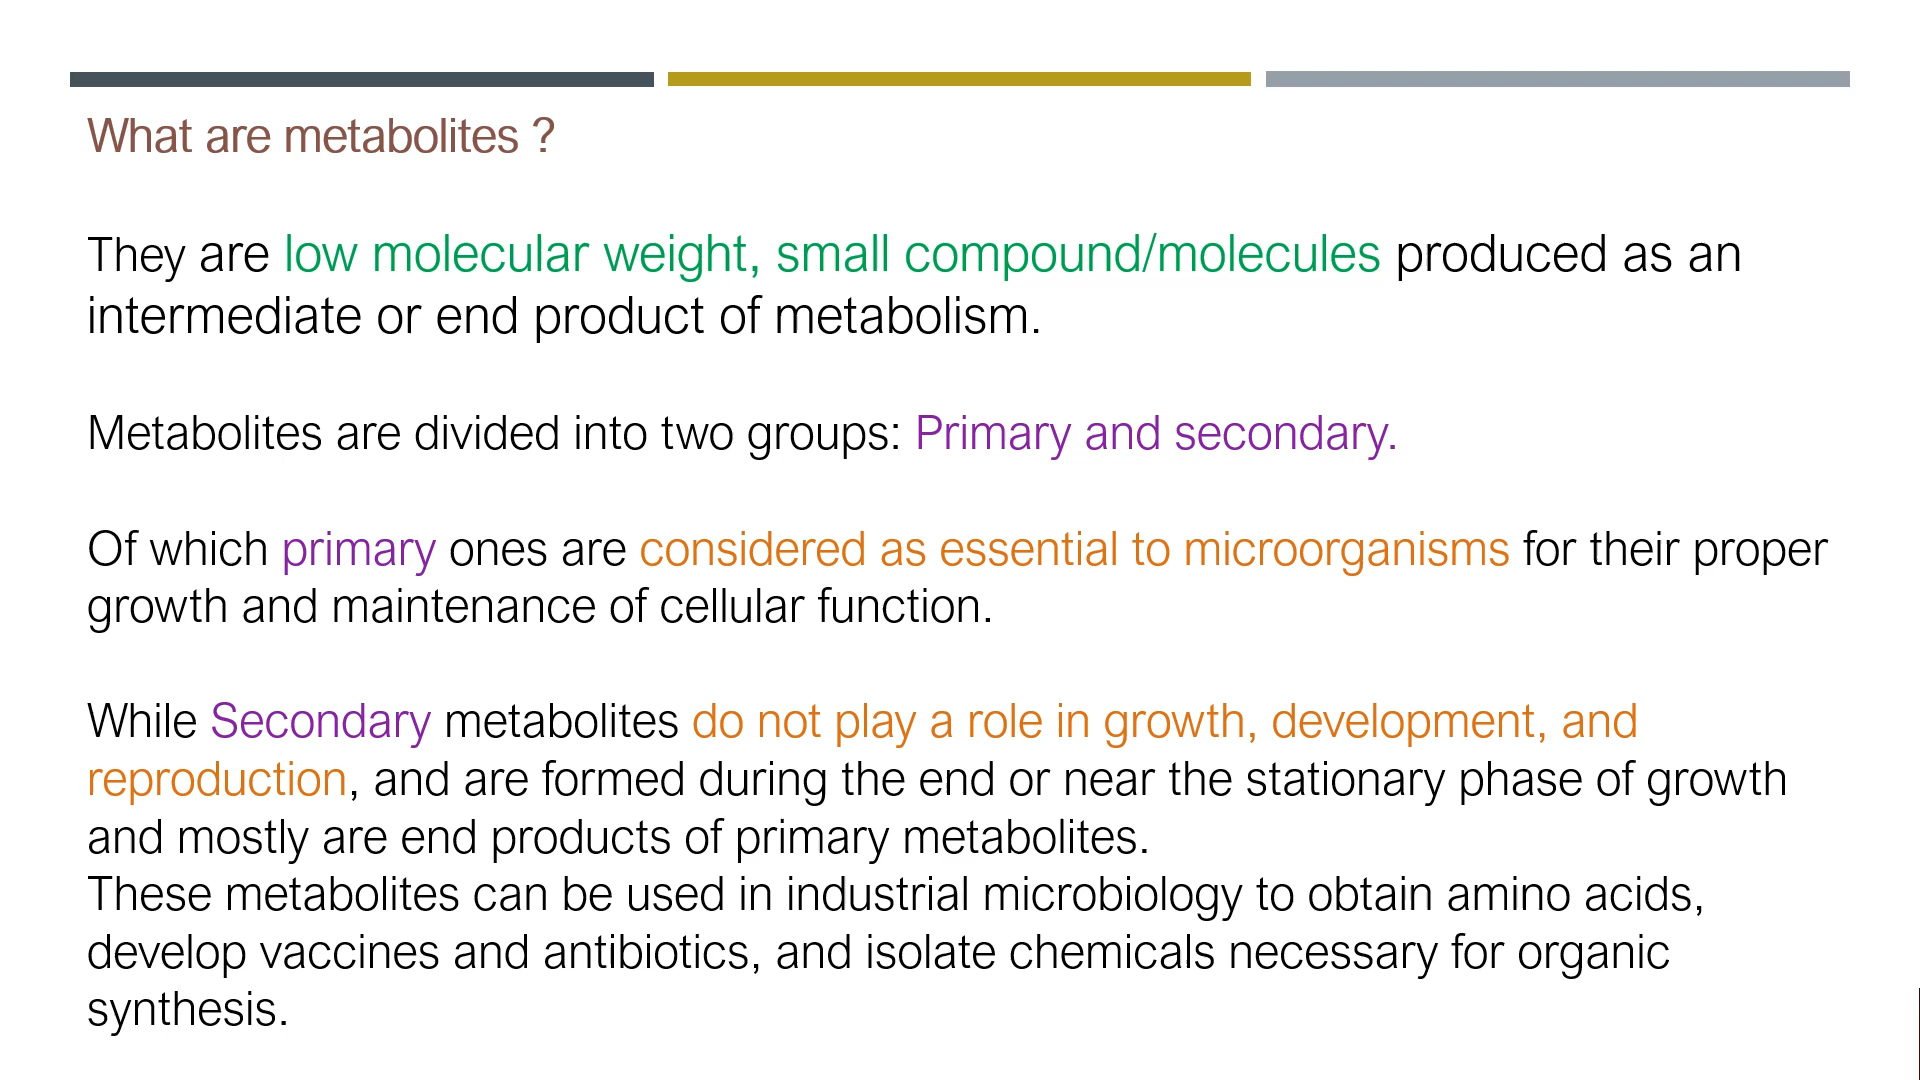 What are metabolites ?
They are low molecular weight, small compound/molecules produced as an
intermediate or end product of metabolism.
Metabolites are divided into two groups: Primary and secondary.
Of which primary ones are considered as essential to microorganisms for their proper
growth and maintenance of cellular function.
While Secondary metabolites do not play a role in growth, development, and
reproduction, and are formed during the end or near the stationary phase of growth
and mostly are end products of primary metabolites.
These metabolites can be used in industrial microbiology to obtain amino acids,
develop vaccines and antibiotics, and isolate chemicals necessary for organic
synthesis.